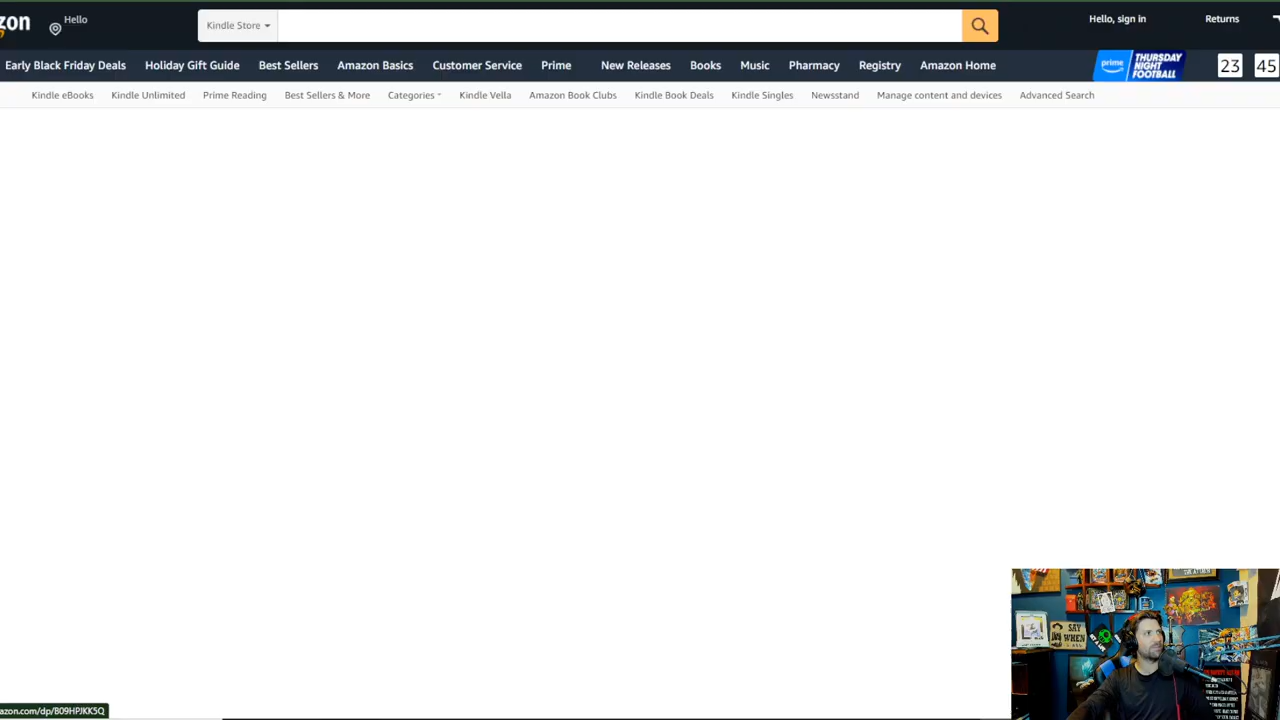 zon
Hello
Kindle Store
Hello, sign in
Returns
Early Black Friday Deals Holiday Gift Guide Best Sellers Amazon Basics Customer Service Prime New Releases Books Music Pharmacy Registry Amazon Home
prime THURSDAY NIGHT FOOTBALL
23 45
Kindle eBooks Kindle Unlimited Prime Reading Best Sellers & More Categories Kindle Vella Amazon Book Clubs Kindle Book Deals Kindle Singles Newsstand Manage content and devices Advanced Search
SAY
WHEN
azon.com/dp/B09HPJKK5Q